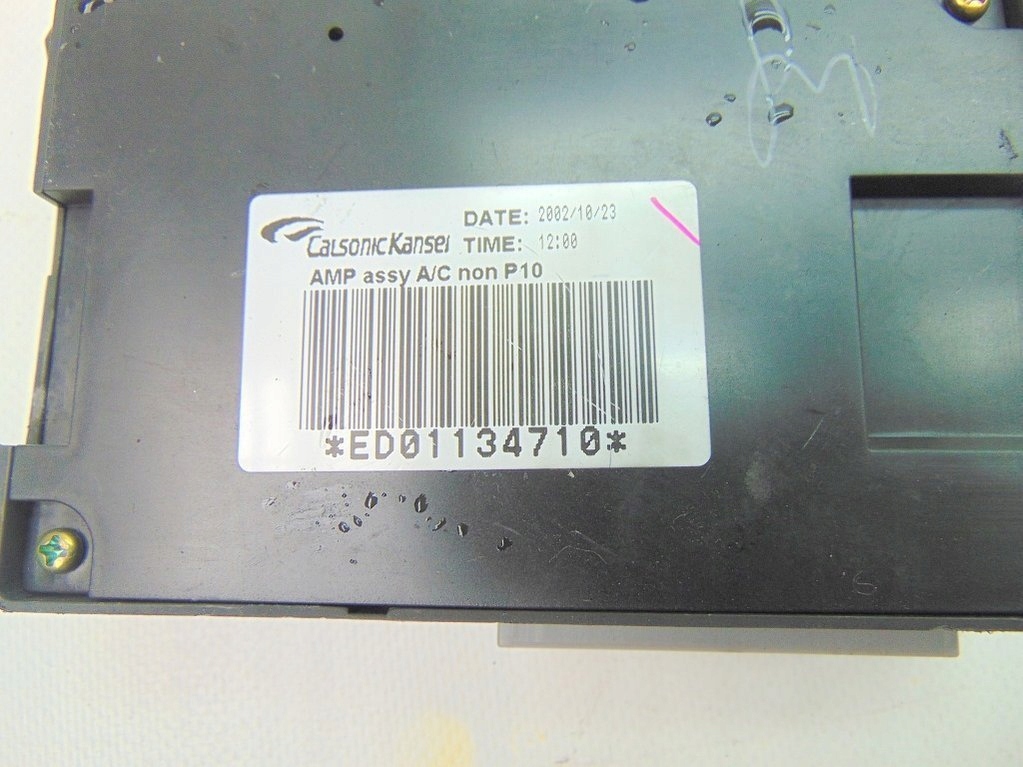 CalsonicKansei
DATE: 2002/10/23
TIME: 12:00
AMP assy A/C non P10
*ED01134710*